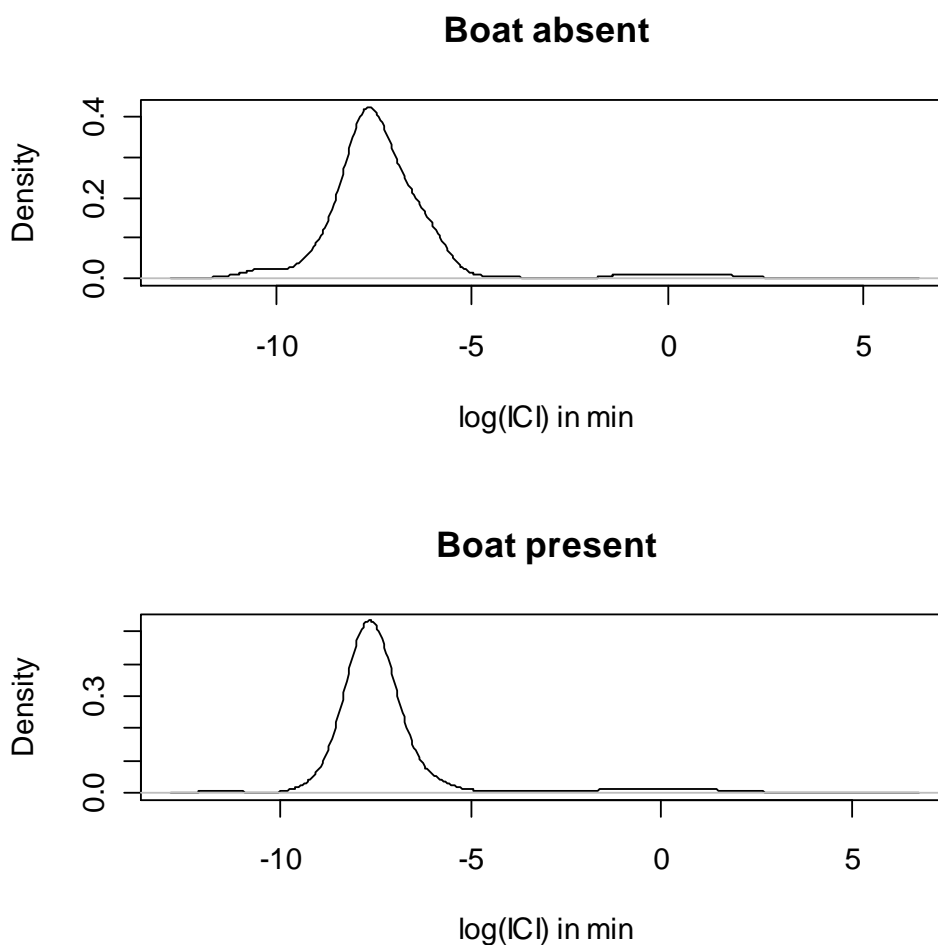 Boat absent
0.4
0.2
0.0
Density
-10 -5 0 5
log(ICI) in min
Boat present
0.3
0.0
Density
-10 -5 0 5
log(ICI) in min